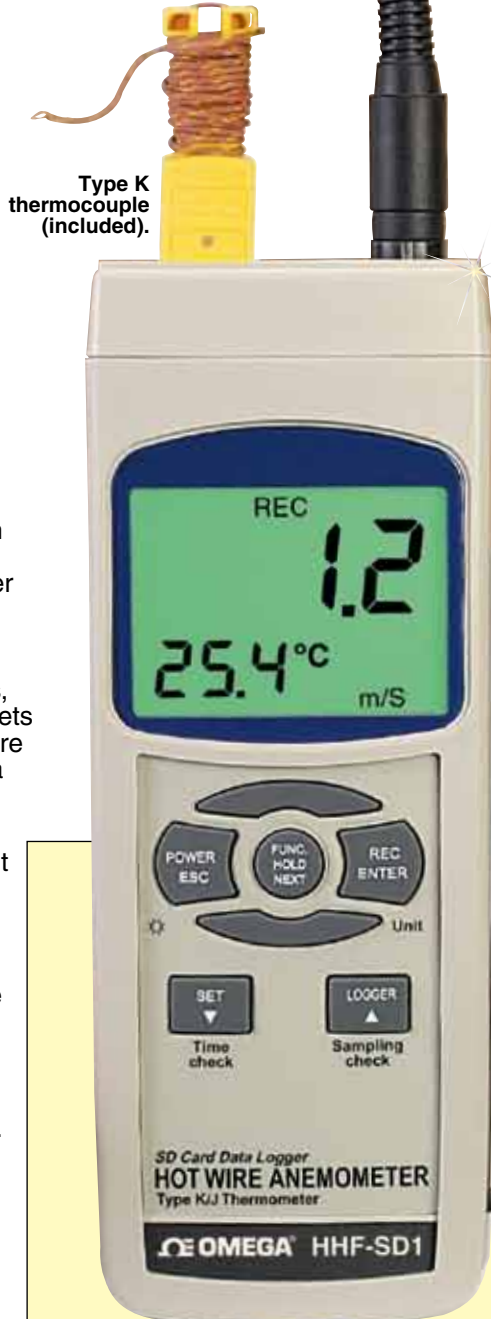 Type K
thermocouple
(included).
REC
1.2
25.4 °C
m/S
POWER
ESC
FUNC.
HOLD
NEXT
REC
ENTER
Unit
SET
▼
Time
check
LOGGER
▲
Sampling
check
SD Card Data Logger
HOT WIRE ANEMOMETER
Type K/J Thermometer
ΩE OMEGA® HHF-SD1